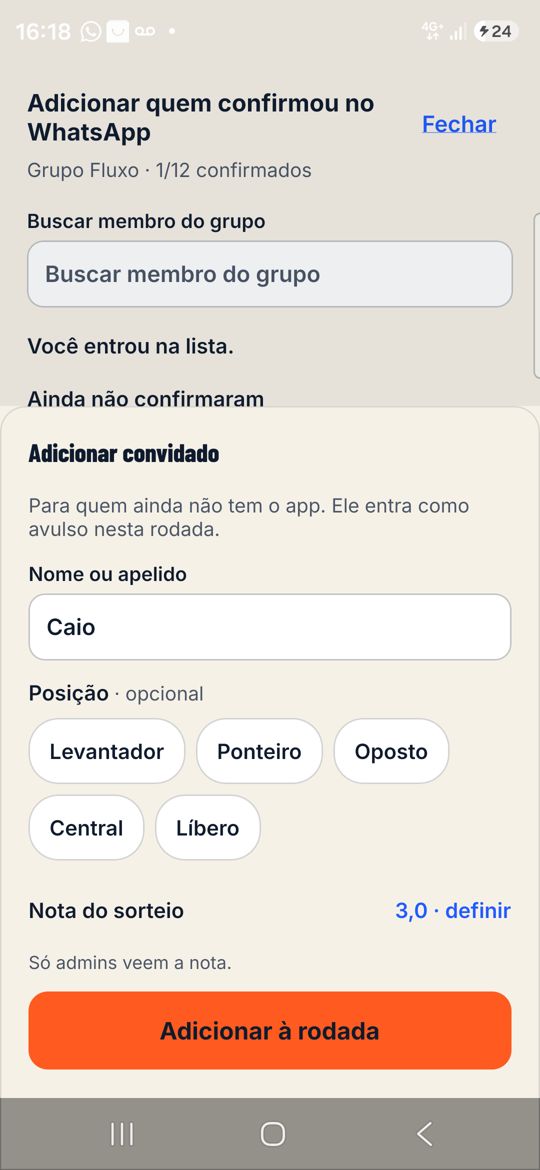 16:18
4G+
24
Adicionar quem confirmou no
WhatsApp
Fechar
Grupo Fluxo · 1/12 confirmados
Buscar membro do grupo
Buscar membro do grupo
Você entrou na lista.
Ainda não confirmaram
Adicionar convidado
Para quem ainda não tem o app. Ele entra como
avulso nesta rodada.
Nome ou apelido
Caio
Posição · opcional
Levantador
Ponteiro
Oposto
Central
Líbero
Nota do sorteio
3,0 · definir
Só admins veem a nota.
Adicionar à rodada